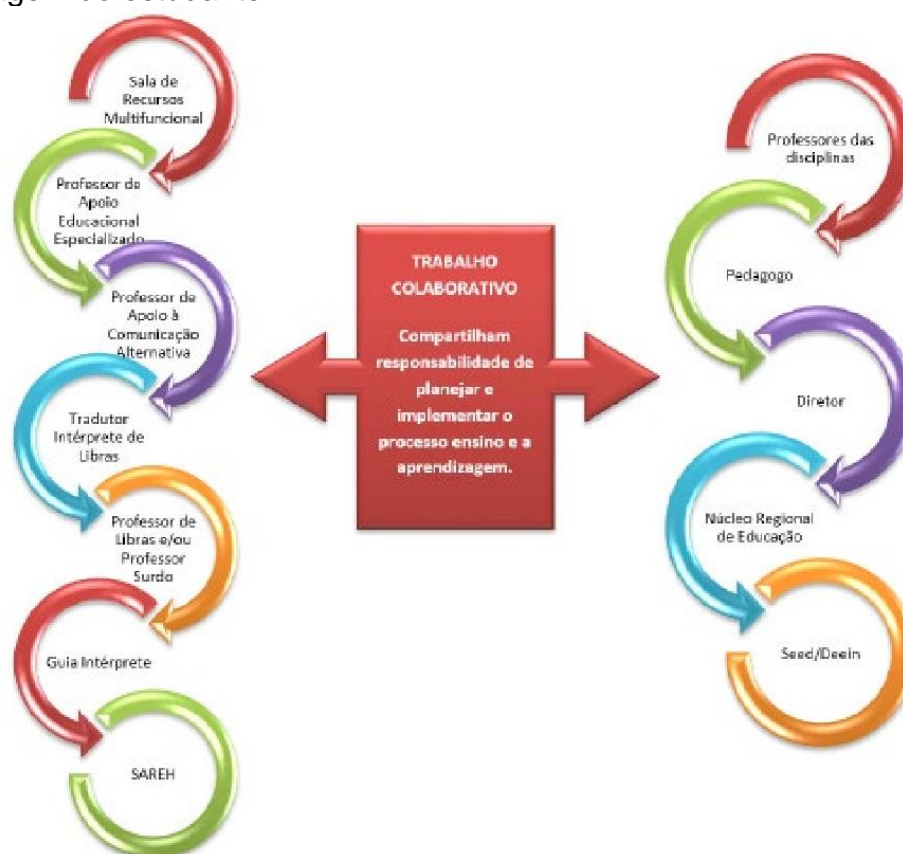 Sala de
Recursos
Multifuncional
Professor de
Apoio
Educacional
Especializado
Professor de
Apoio à
Comunicação
Alternativa
Tradutor
Intérprete de
Libras
Professor de
Libras e/ou
Professor
Surdo
Guia Intérprete
SAREH
TRABALHO
COLABORATIVO
Compartilham
responsabilidade de
planejar e
implementar o
processo ensino e a
aprendizagem.
Professores das
disciplinas
Pedagogo
Diretor
Núcleo Regional
de Educação
Seed/Deein